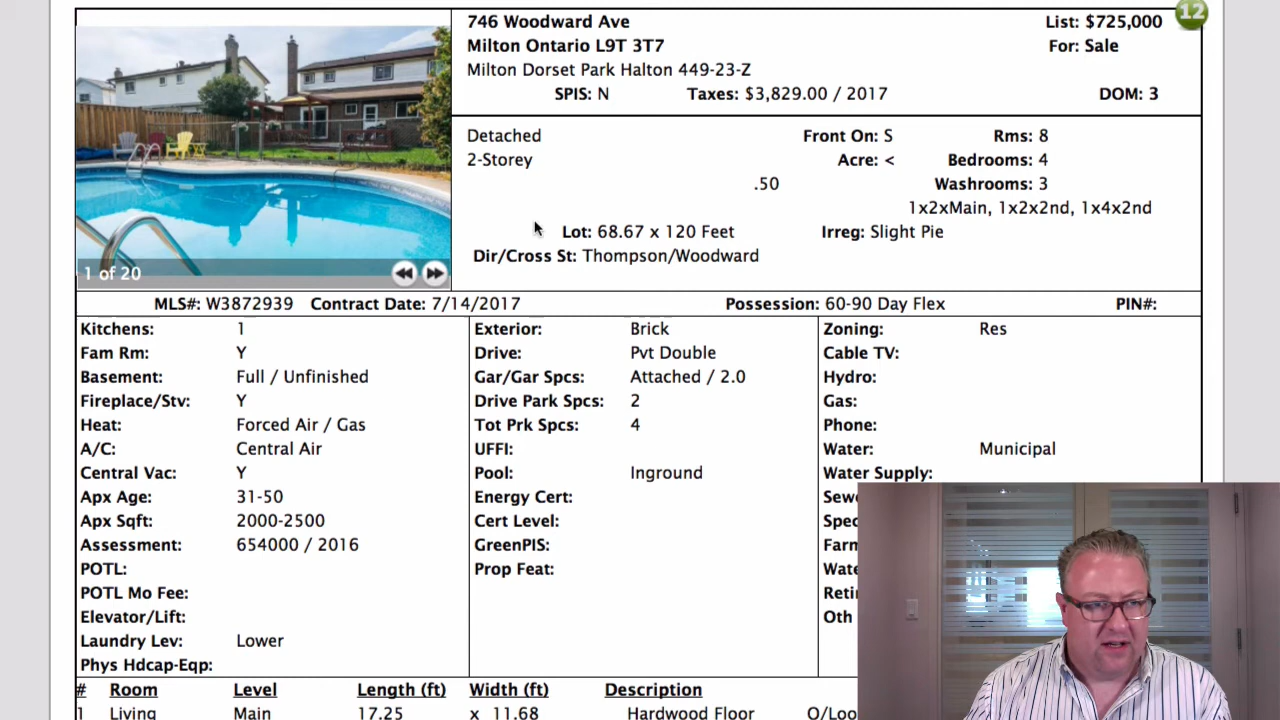 746 Woodward Ave List: $725,000 12
Milton Ontario L9T 3T7 For: Sale
Milton Dorset Park Halton 449-23-Z
SPIS: N Taxes: $3,829.00 / 2017 DOM: 3
Detached Front On: S Rms: 8
2-Storey Acre: < Bedrooms: 4
.50 Washrooms: 3
1x2xMain, 1x2x2nd, 1x4x2nd
Lot: 68.67 x 120 Feet Irreg: Slight Pie
Dir/Cross St: Thompson/Woodward
1 of 20
MLS#: W3872939 Contract Date: 7/14/2017 Possession: 60-90 Day Flex PIN#:
Kitchens: 1 Exterior: Brick Zoning: Res
Fam Rm: Y Drive: Pvt Double Cable TV:
Basement: Full / Unfinished Gar/Gar Spcs: Attached / 2.0 Hydro:
Fireplace/Stv: Y Drive Park Spcs: 2 Gas:
Heat: Forced Air / Gas Tot Prk Spcs: 4 Phone:
A/C: Central Air UFFI: Water: Municipal
Central Vac: Y Pool: Inground Water Supply:
Apx Age: 31-50 Energy Cert: Sew
Apx Sqft: 2000-2500 Cert Level: Spec
Assessment: 654000 / 2016 GreenPIS: Farm
POTL: Prop Feat: Wate
POTL Mo Fee: Reti
Elevator/Lift: Oth
Laundry Lev: Lower
Phys Hdcap-Eqp:
# Room Level Length (ft) Width (ft) Description
1 Living Main 17.25 x 11.68 Hardwood Floor O/Loo